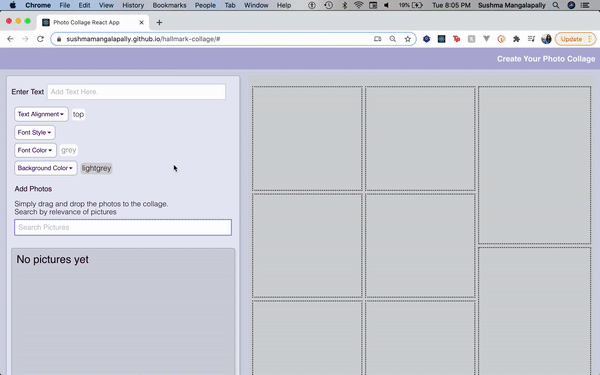 Chrome File Edit View History Bookmarks People Tab Window Help 19% Tue 8:05 PM Sushma Mangalapally
Photo Collage React App
sushmamangalapally.github.io/hallmark-collage/# Update
Create Your Photo Collage
Enter Text Add Text Here.
Text Alignment top
Font Style
Font Color grey
Background Color lightgrey
Add Photos
Simply drag and drop the photos to the collage.
Search by relevance of pictures
Search Pictures
No pictures yet